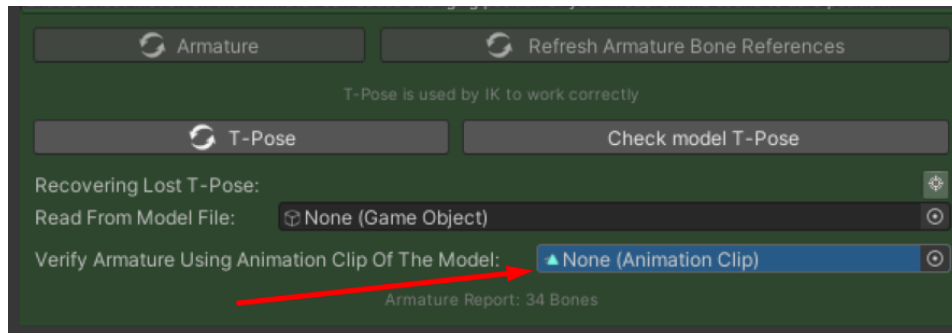 Armature
Refresh Armature Bone References
T-Pose is used by IK to work correctly
T-Pose
Check model T-Pose
Recovering Lost T-Pose:
Read From Model File:
None (Game Object)
Verify Armature Using Animation Clip Of The Model:
None (Animation Clip)
Armature Report: 34 Bones